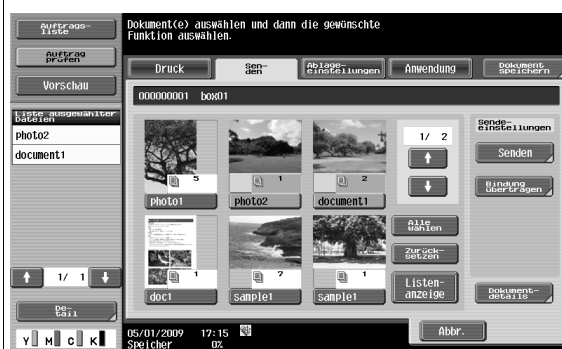 Auftrags-
liste
Auftrag
prüfen
Vorschau
Liste ausgewählter
Dateien
photo2
document1
1/ 1
De-
tail
Y M C K
Dokument(e) auswählen und dann die gewünschte
Funktion auswählen.
Druck
Sen-
den
Ablage-
einstellungen
Anwendung
Dokument
speichern
000000001 box01
5
photo1
1
photo2
2
document1
1/ 2
1
doc1
7
sample1
1
sample1
Alle
wählen
Zurück-
setzen
Listen-
anzeige
Sende-
einstellungen
Senden
Bindung
übertragen
Dokument-
details
05/01/2009 17:15
Speicher 0%
Abbr.